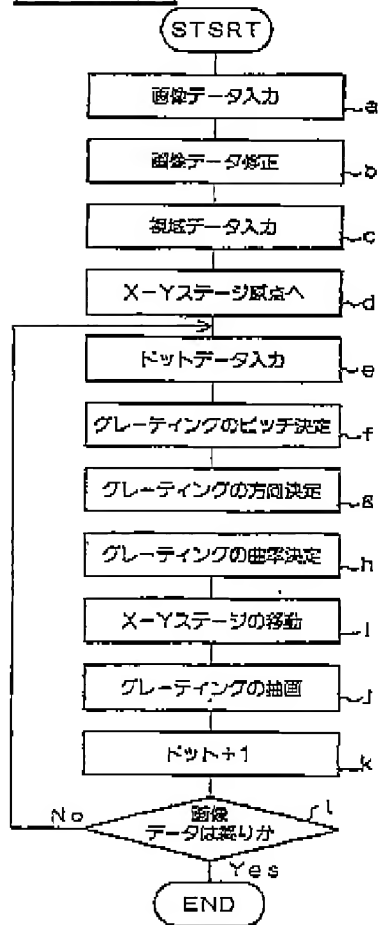 STSRT
画像データ入力
a
画像データ修正
b
視域データ入力
c
X-Yステージ原点へ
d
ドットデータ入力
e
グレーティングのピッチ決定
f
グレーティングの方向決定
g
グレーティングの曲率決定
h
X-Yステージの移動
i
グレーティングの描画
j
ドット+1
k
画像
データは終りか
l
No
Yes
END